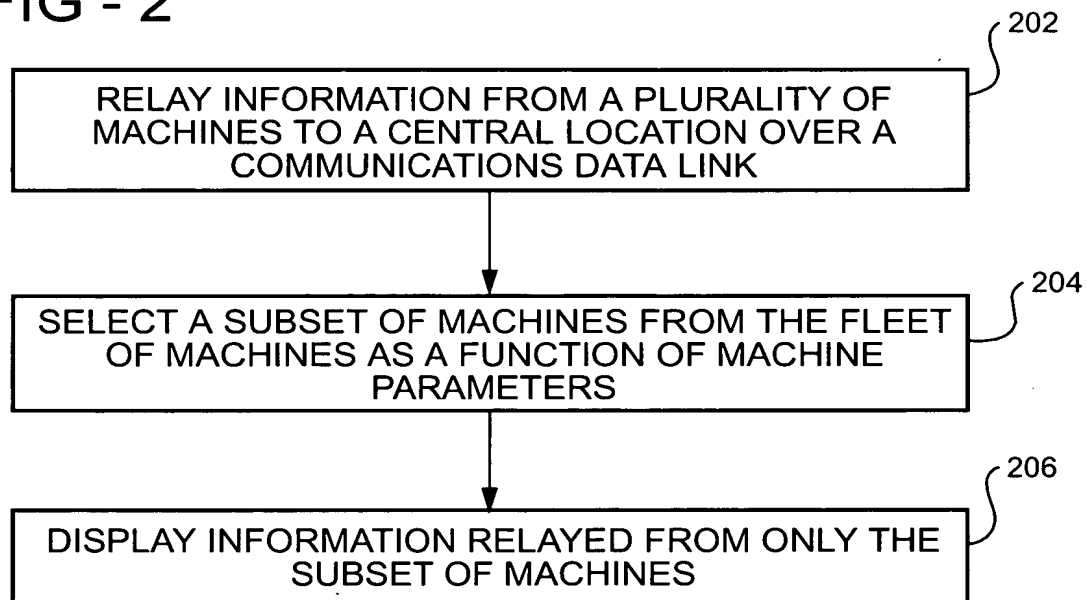 FIG - 2
202
RELAY INFORMATION FROM A PLURALITY OF
MACHINES TO A CENTRAL LOCATION OVER A
COMMUNICATIONS DATA LINK
204
SELECT A SUBSET OF MACHINES FROM THE FLEET
OF MACHINES AS A FUNCTION OF MACHINE
PARAMETERS
206
DISPLAY INFORMATION RELAYED FROM ONLY THE
SUBSET OF MACHINES